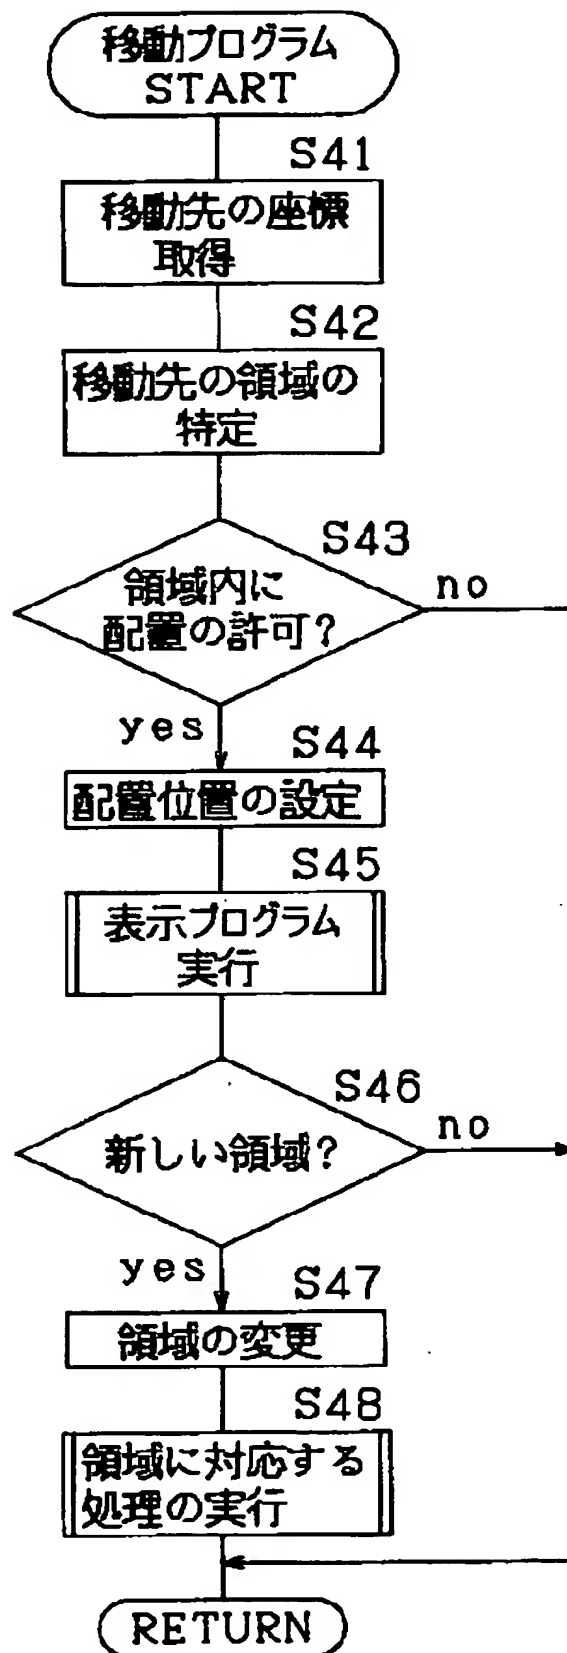 移動プログラム
START
S41
移動先の座標
取得
S42
移動先の領域の
特定
S43
領域内に
配置の許可？
no
yes
S44
配置位置の設定
S45
表示プログラム
実行
S46
新しい領域？
no
yes
S47
領域の変更
S48
領域に対応する
処理の実行
RETURN